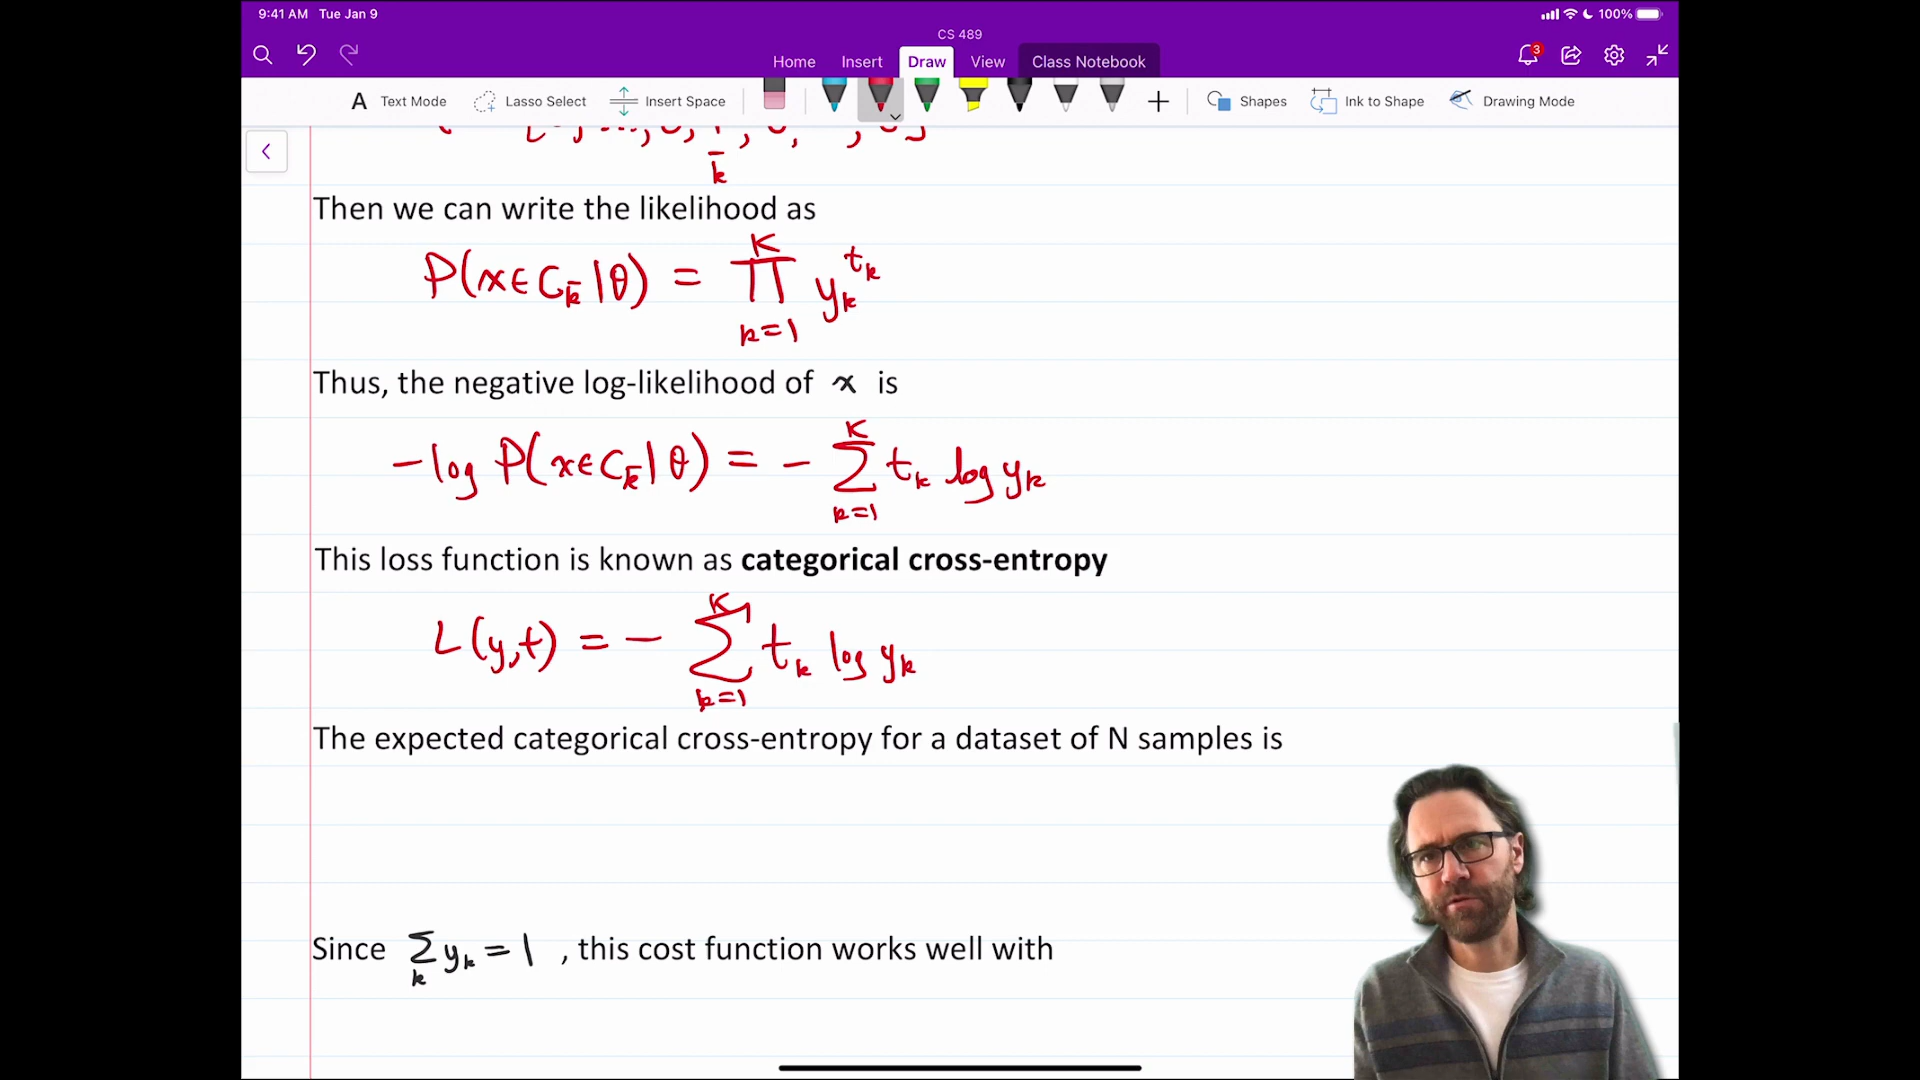 9:41 AM Tue Jan 9
100%
CS 489
3
Home Insert Draw View Class Notebook
A Text Mode Lasso Select Insert Space Shapes Ink to Shape Drawing Mode
k̄
Then we can write the likelihood as
P(x∈C_k̄ | θ) = ∏_{k=1}^{K} y_k^{t_k}
Thus, the negative log-likelihood of x is
-log P(x∈C_k̄ | θ) = - ∑_{k=1}^{K} t_k log y_k
This loss function is known as categorical cross-entropy
L(y,t) = - ∑_{k=1}^{K} t_k log y_k
The expected categorical cross-entropy for a dataset of N samples is
Since ∑_k y_k = 1 , this cost function works well with